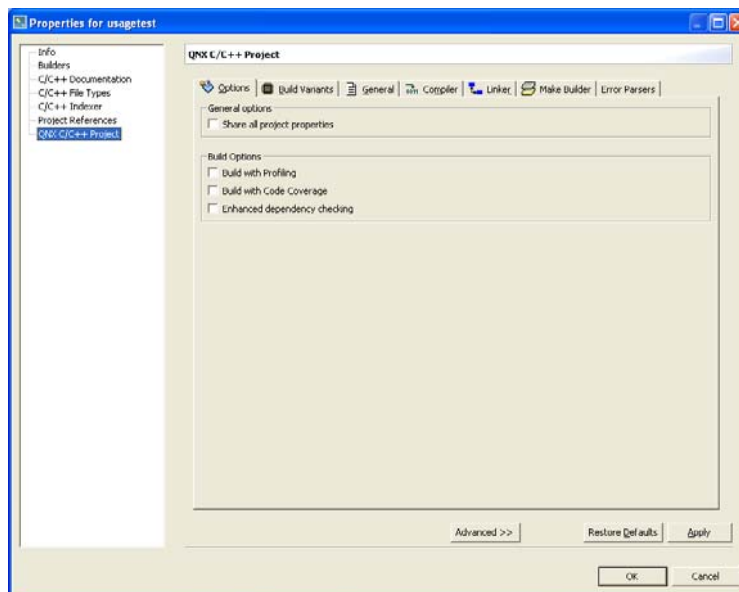 Properties for usagetest
Info
Builders
C/C++ Documentation
C/C++ File Types
C/C++ Indexer
Project References
QNX C/C++ Project
QNX C/C++ Project
Options Build Variants General Compiler Linker Make Builder Error Parsers
General options
Share all project properties
Build Options
Build with Profiling
Build with Code Coverage
Enhanced dependency checking
Advanced >> Restore Defaults Apply
OK Cancel